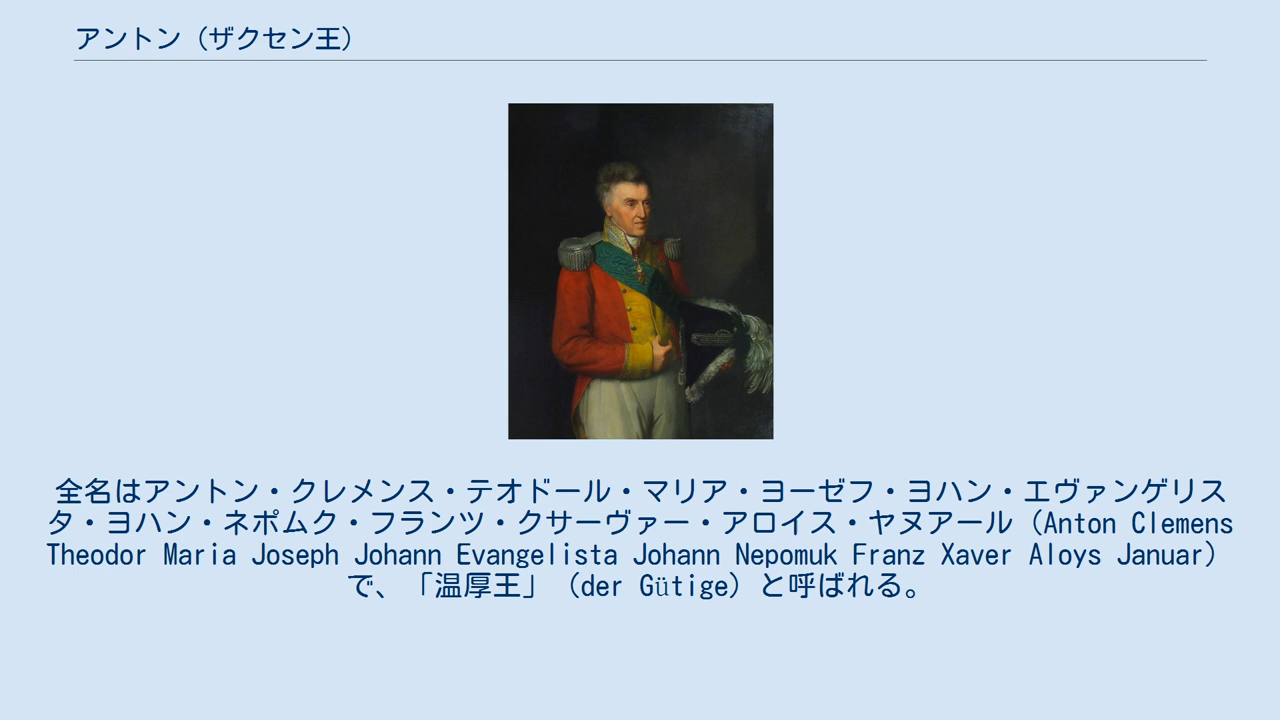 アントン（ザクセン王）
全名はアントン・クレメンス・テオドール・マリア・ヨーゼフ・ヨハン・エヴァンゲリス
タ・ヨハン・ネポムク・フランツ・クサーヴァー・アロイス・ヤヌアール（Anton Clemens
Theodor Maria Joseph Johann Evangelista Johann Nepomuk Franz Xaver Aloys Januar）
で、「温厚王」（der Gütige）と呼ばれる。